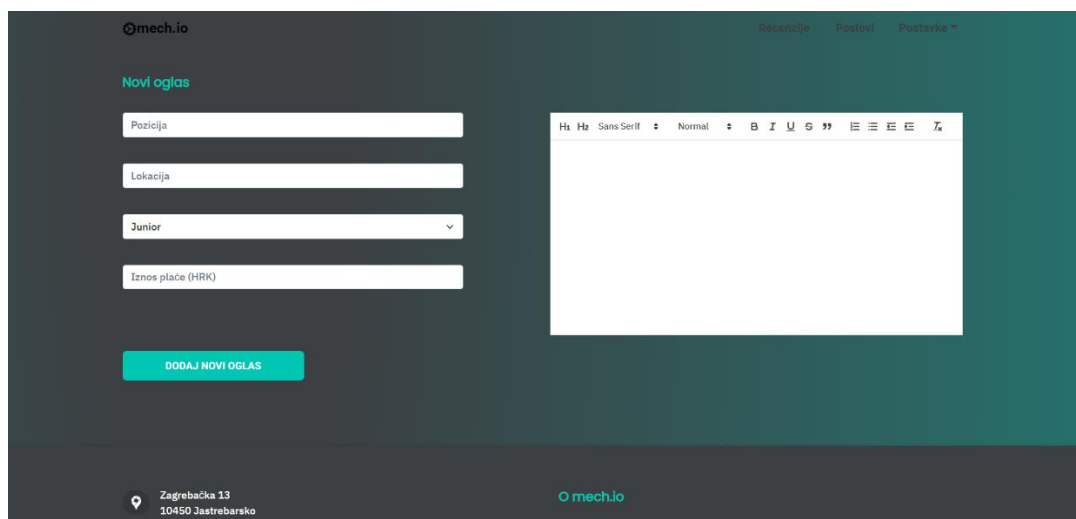 mech.io
Recenzije Poslovi Postavke
Novi oglas
Pozicija
Lokacija
Junior
Iznos plaće (HRK)
H1 H2 Sans Serif Normal B I U S ” Tx
DODAJ NOVI OGLAS
Zagrebačka 13
10450 Jastrebarsko
O mech.io